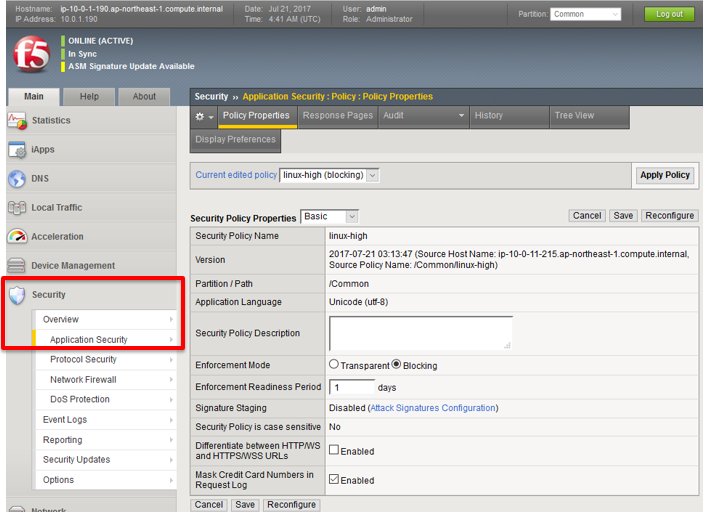 Hostname: ip-10-0-1-190.ap-northeast-1.compute.internal Date: Jul 21, 2017 User: admin
IP Address: 10.0.1.190 Time: 4:41 AM (UTC) Role: Administrator
Partition: Common Log out
f5
ONLINE (ACTIVE)
In Sync
ASM Signature Update Available
Main Help About
Security ›› Application Security : Policy : Policy Properties
Policy Properties Response Pages Audit History Tree View
Display Preferences
Statistics
iApps
DNS
Local Traffic
Acceleration
Device Management
Security
Overview
Application Security
Protocol Security
Network Firewall
DoS Protection
Event Logs
Reporting
Security Updates
Options
Network
Current edited policy linux-high (blocking) Apply Policy
Security Policy Properties Basic Cancel Save Reconfigure
Security Policy Name linux-high
Version 2017-07-21 03:13:47 (Source Host Name: ip-10-0-11-215.ap-northeast-1.compute.internal,
Source Policy Name: /Common/linux-high)
Partition / Path /Common
Application Language Unicode (utf-8)
Security Policy Description
Enforcement Mode Transparent Blocking
Enforcement Readiness Period 1 days
Signature Staging Disabled (Attack Signatures Configuration)
Security Policy is case sensitive No
Differentiate between HTTP/WS
and HTTPS/WSS URLs Enabled
Mask Credit Card Numbers in
Request Log Enabled
Cancel Save Reconfigure